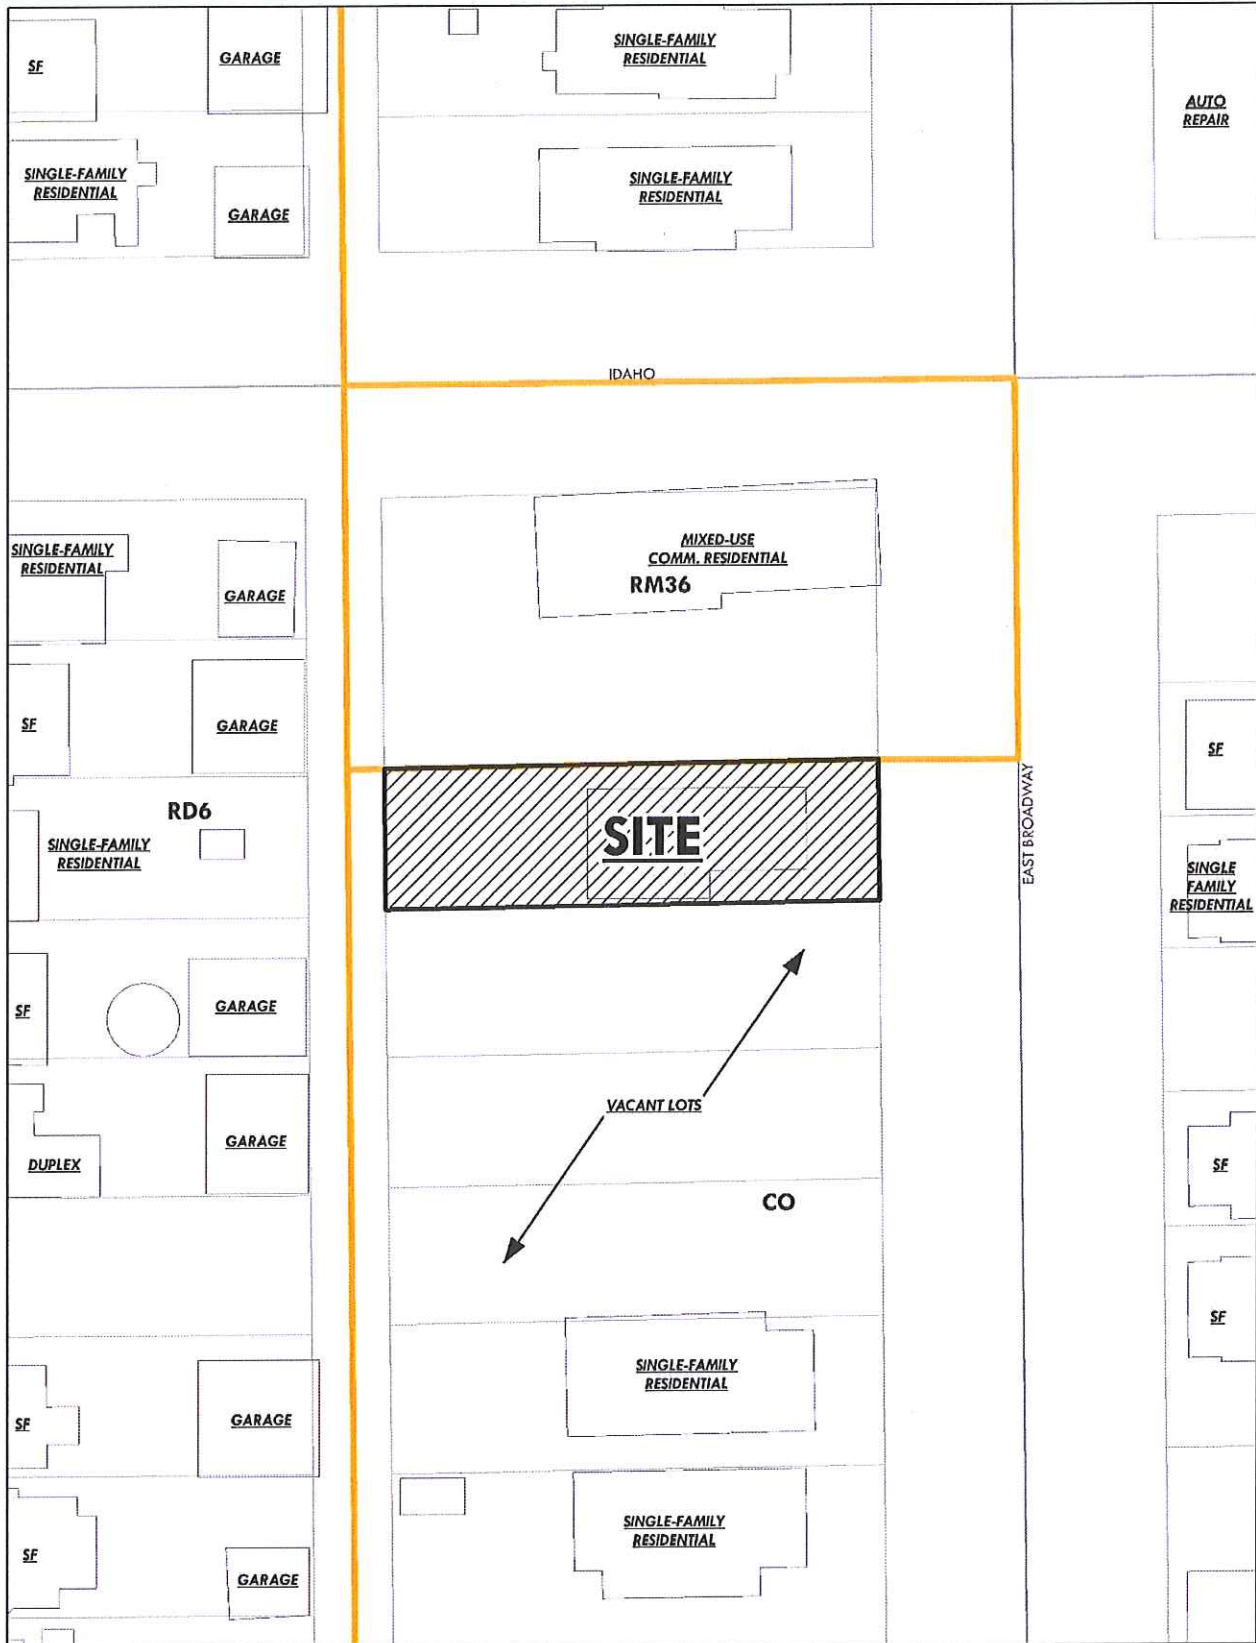 SF
GARAGE
SINGLE-FAMILY
RESIDENTIAL
AUTO
REPAIR
SINGLE-FAMILY
RESIDENTIAL
GARAGE
SINGLE-FAMILY
RESIDENTIAL
IDAHO
SINGLE-FAMILY
RESIDENTIAL
GARAGE
MIXED-USE
COMM. RESIDENTIAL
RM36
SF
GARAGE
SF
RD6
SINGLE-FAMILY
RESIDENTIAL
SITE
EAST BROADWAY
SINGLE
FAMILY
RESIDENTIAL
SF
GARAGE
VACANT LOTS
DUPLEX
GARAGE
SF
CO
SF
SF
GARAGE
SINGLE-FAMILY
RESIDENTIAL
SF
GARAGE
SINGLE-FAMILY
RESIDENTIAL